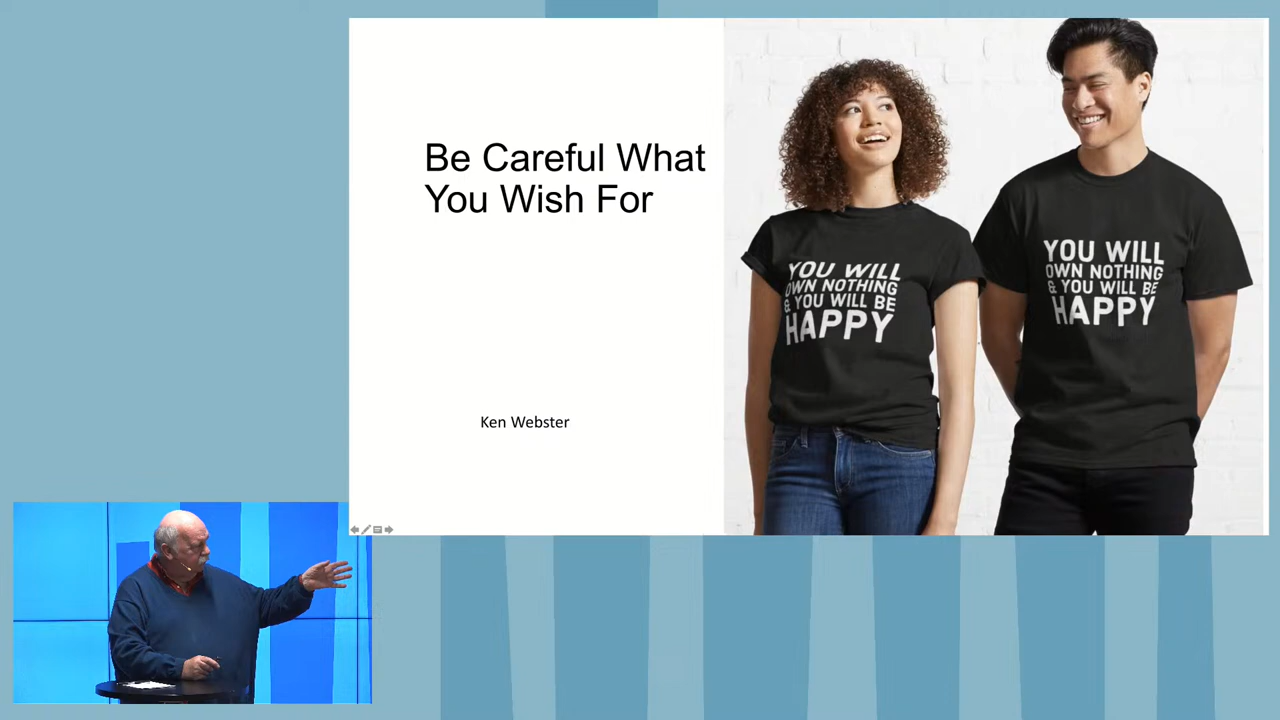 Be Careful What
You Wish For
Ken Webster
YOU WILL
OWN NOTHING
& YOU WILL BE
HAPPY
YOU WILL
OWN NOTHING
& YOU WILL BE
HAPPY